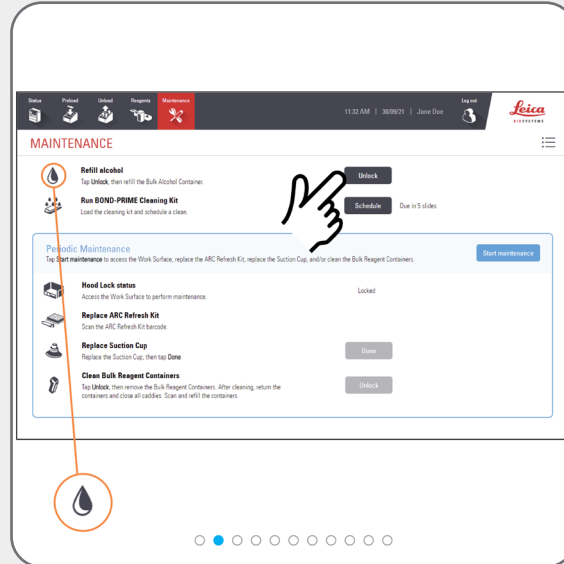 Status Preload Unload Reagents Maintenance Log out
11:32 AM | 30/09/21 | Jane Doe
Leica
BIOSYSTEMS
MAINTENANCE
Refill alcohol
Tap Unlock, then refill the Bulk Alcohol Container.
Unlock
Run BOND-PRIME Cleaning Kit
Load the cleaning kit and schedule a clean.
Schedule
Due in 5 slides
Periodic Maintenance
Tap Start maintenance to access the Work Surface, replace the ARC Refresh Kit, replace the Suction Cup, and/or clean the Bulk Reagent Containers.
Start maintenance
Hood Lock status
Access the Work Surface to perform maintenance.
Locked
Replace ARC Refresh Kit
Scan the ARC Refresh Kit barcode.
Replace Suction Cup
Replace the Suction Cup, then tap Done
Done
Clean Bulk Reagent Containers
Tap Unlock, then remove the Bulk Reagent Containers. After cleaning, return the
containers and close all caddies. Scan and refill the containers.
Unlock